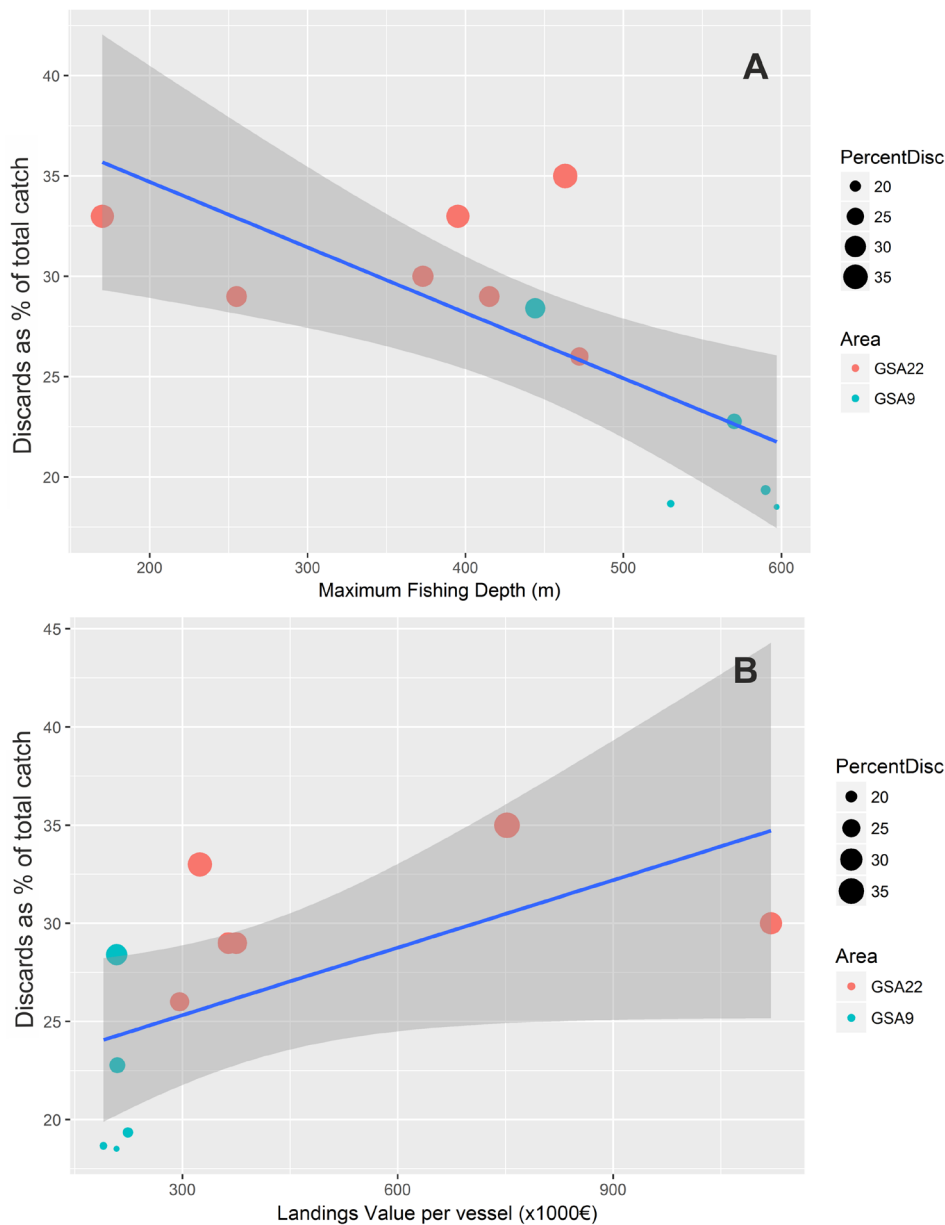 A
40
35
30
25
20
Discards as % of total catch
200 300 400 500 600
Maximum Fishing Depth (m)
PercentDisc
20
25
30
35
Area
GSA22
GSA9
B
45
40
35
30
25
20
Discards as % of total catch
300 600 900
Landings Value per vessel (x1000€)
PercentDisc
20
25
30
35
Area
GSA22
GSA9